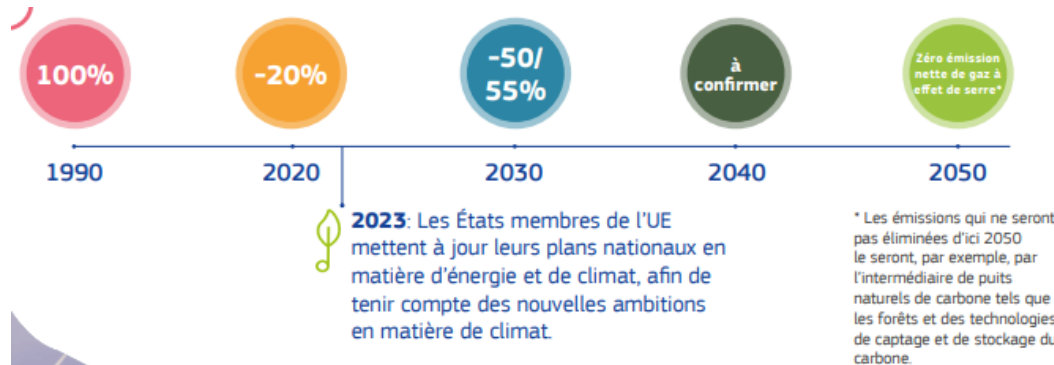 100%
-20%
-50/
55%
à
confirmer
Zéro émission
nette de gaz à
effet de serre*
1990
2020
2030
2040
2050
2023: Les États membres de l'UE
mettent à jour leurs plans nationaux en
matière d'énergie et de climat, afin de
tenir compte des nouvelles ambitions
en matière de climat.
* Les émissions qui ne seront
pas éliminées d'ici 2050
le seront, par exemple, par
l'intermédiaire de puits
naturels de carbone tels que
les forêts et des technologies
de captage et de stockage du
carbone.